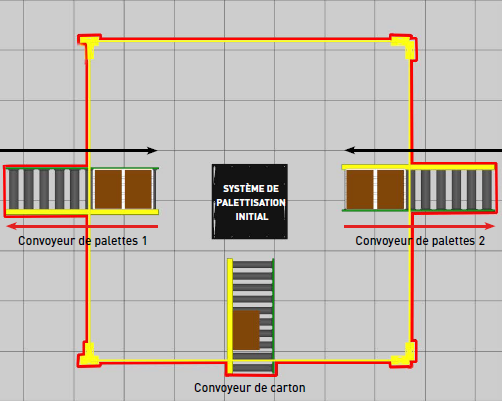 SYSTÈME DE
PALETTISATION
INITIAL
Convoyeur de palettes 1
Convoyeur de palettes 2
Convoyeur de carton